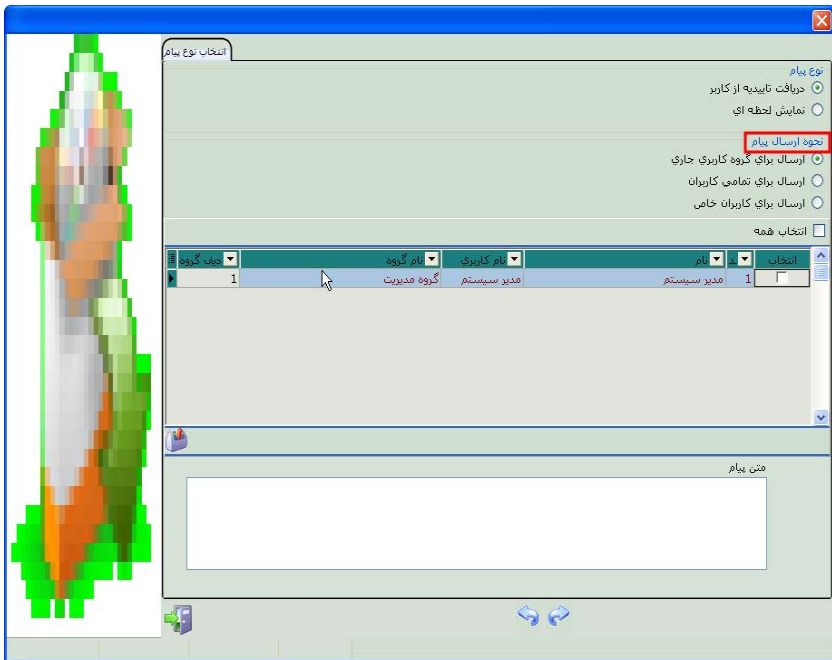 انتخاب نوع پیام
نوع پیام
دریافت تاییدیه از کاربر
نمایش لحظه اي
نحوه ارسال پیام
ارسال براي گروه کاربري جاري
ارسال براي تمامی کاربران
ارسال براي کاربران خاص
انتخاب همه
انتخاب نام نام کاربري نام گروه دیف گروه
1 مدیر سیستم مدیر سیستم گروه مدیریت 1
متن پیام